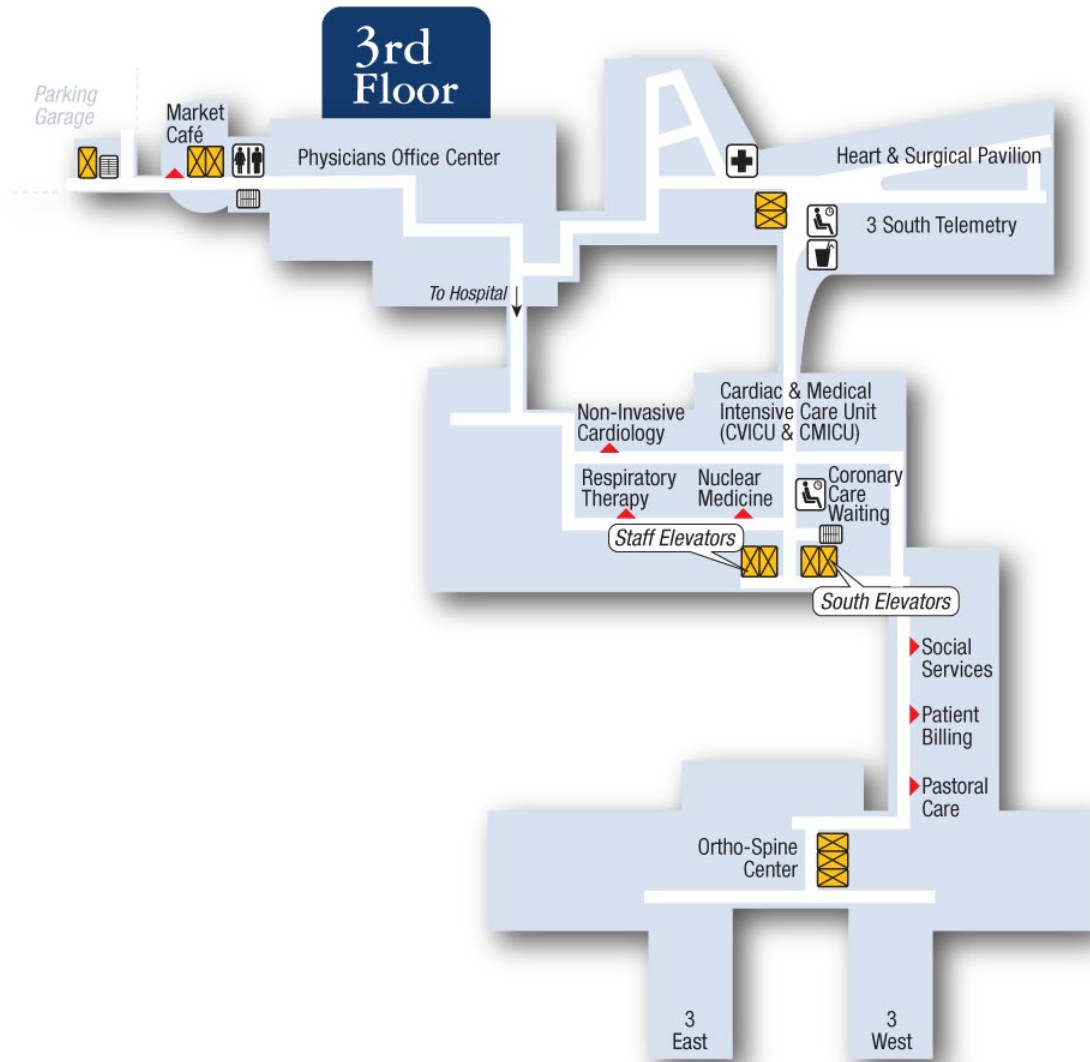 3rd
Floor
Parking
Garage
Market
Café
Physicians Office Center
Heart & Surgical Pavilion
3 South Telemetry
To Hospital
Cardiac & Medical
Intensive Care Unit
(CVICU & CMICU)
Non-Invasive
Cardiology
Respiratory
Therapy
Nuclear
Medicine
Coronary
Care
Waiting
Staff Elevators
South Elevators
Social
Services
Patient
Billing
Pastoral
Care
Ortho-Spine
Center
3
East
3
West